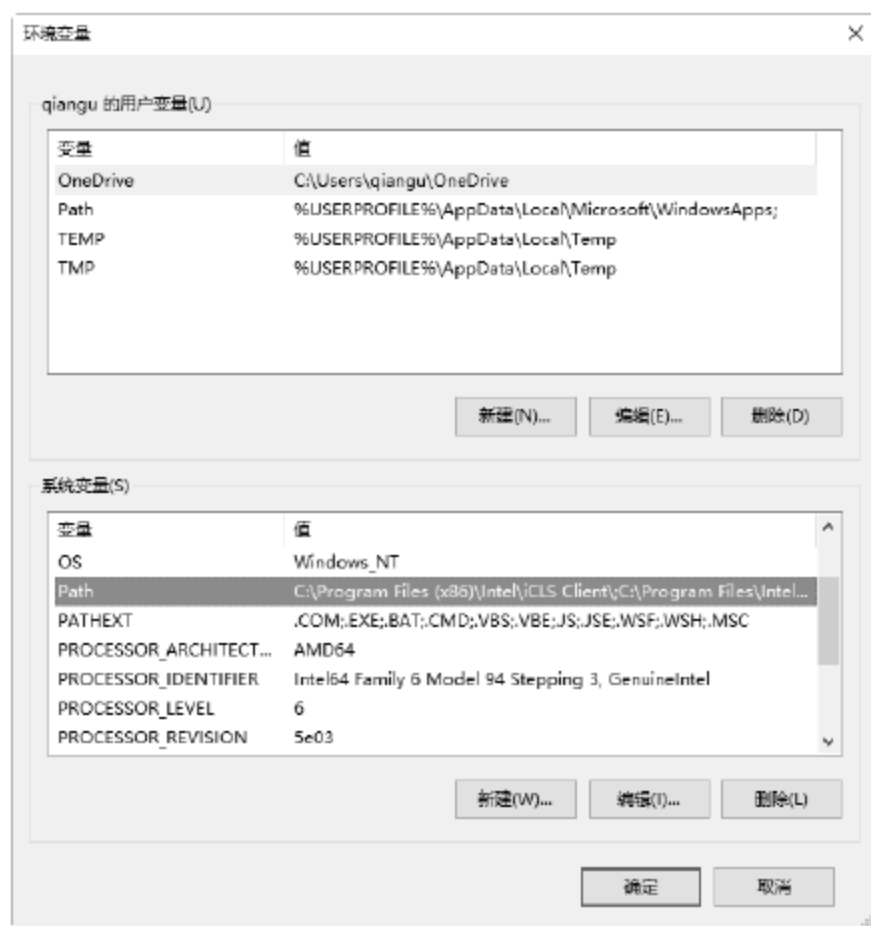 环境变量
qiangu 的用户变量(U)
变量 值
OneDrive C:\Users\qiangu\OneDrive
Path %USERPROFILE%\AppData\Local\Microsoft\WindowsApps;
TEMP %USERPROFILE%\AppData\Local\Temp
TMP %USERPROFILE%\AppData\Local\Temp
新建(N)... 编辑(E)... 删除(D)
系统变量(S)
变量 值
OS Windows_NT
Path C:\Program Files (x86)\Intel\iCLS Client\;C:\Program Files\Intel...
PATHEXT .COM;.EXE;.BAT;.CMD;.VBS;.VBE;.JS;.JSE;.WSF;.WSH;.MSC
PROCESSOR_ARCHITECT... AMD64
PROCESSOR_IDENTIFIER Intel64 Family 6 Model 94 Stepping 3, GenuineIntel
PROCESSOR_LEVEL 6
PROCESSOR_REVISION 5e03
新建(W)... 编辑(I)... 删除(L)
确定 取消